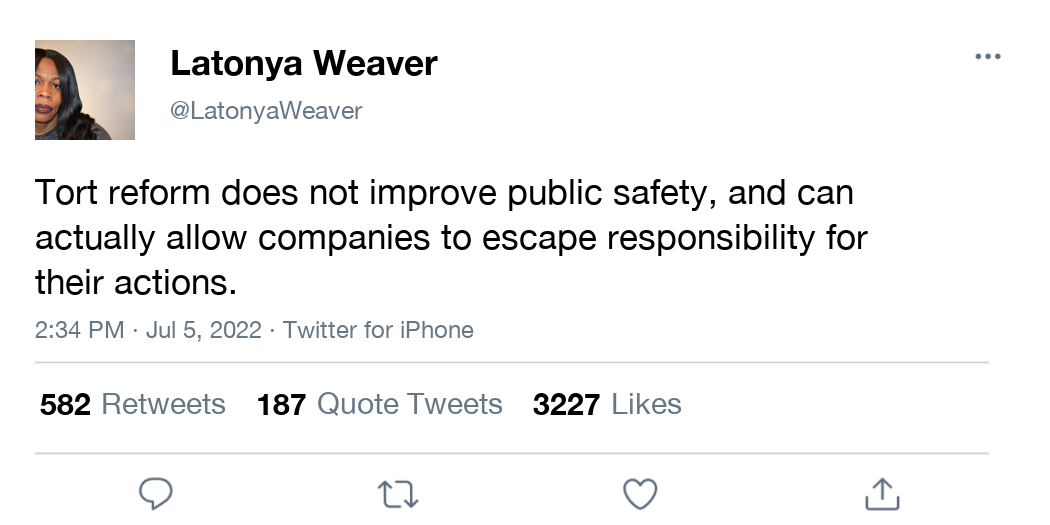 Latonya Weaver
@LatonyaWeaver
Tort reform does not improve public safety, and can
actually allow companies to escape responsibility for
their actions.
2:34 PM · Jul 5, 2022 · Twitter for iPhone
582 Retweets 187 Quote Tweets 3227 Likes